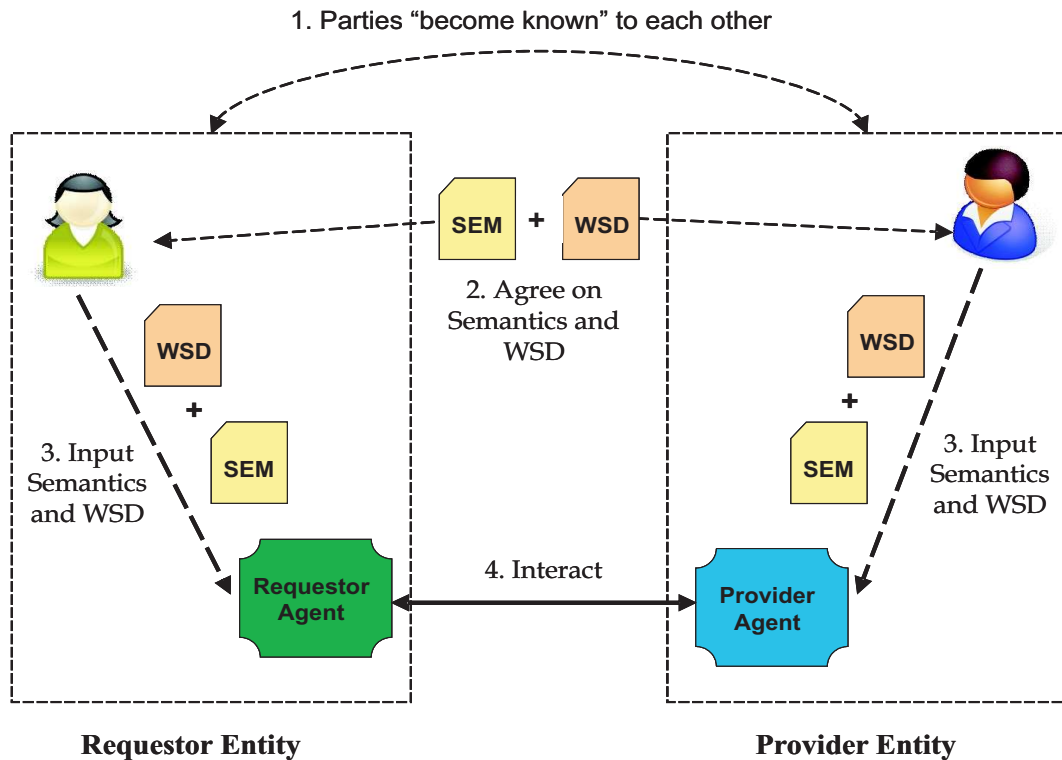 1. Parties “become known” to each other
SEM
+
WSD
2. Agree on
Semantics and
WSD
WSD
+
SEM
3. Input
Semantics
and WSD
WSD
+
SEM
3. Input
Semantics
and WSD
Requestor
Agent
4. Interact
Provider
Agent
Requestor Entity
Provider Entity